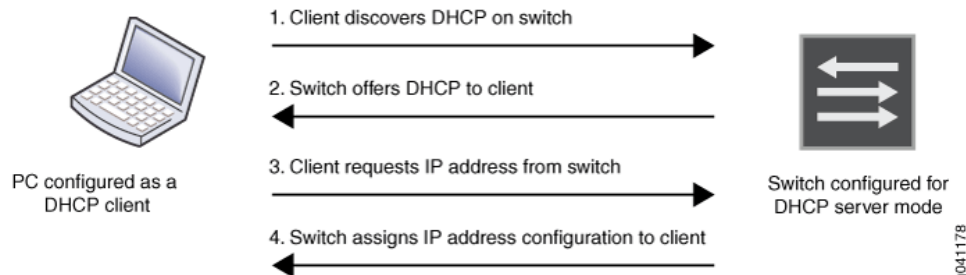 1. Client discovers DHCP on switch
2. Switch offers DHCP to client
3. Client requests IP address from switch
4. Switch assigns IP address configuration to client
PC configured as a
DHCP client
Switch configured for
DHCP server mode
g041178